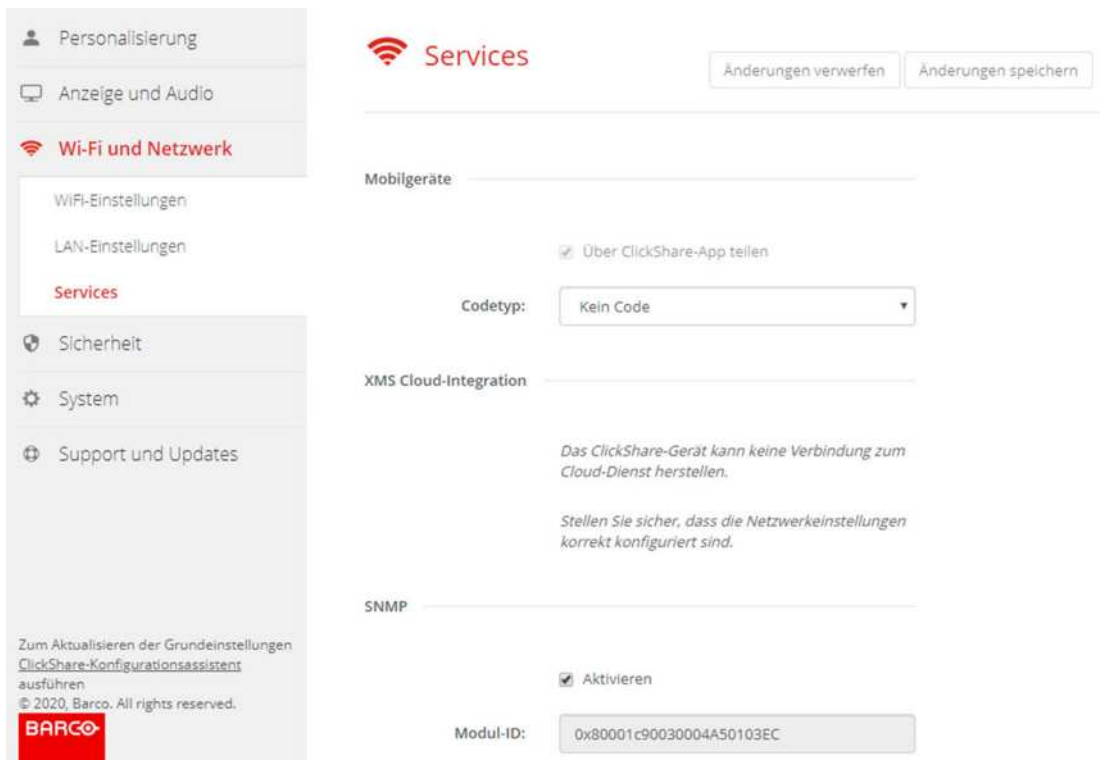 Personalisierung
Anzeige und Audio
Wi-Fi und Netzwerk
WiFi-Einstellungen
LAN-Einstellungen
Services
Sicherheit
System
Support und Updates
Zum Aktualisieren der Grundeinstellungen
ClickShare-Konfigurationsassistent
ausführen
© 2020, Barco. All rights reserved.
BARCO
Services
Änderungen verwerfen
Änderungen speichern
Mobilgeräte
Über ClickShare-App teilen
Codetyp: Kein Code
XMS Cloud-Integration
Das ClickShare-Gerät kann keine Verbindung zum
Cloud-Dienst herstellen.
Stellen Sie sicher, dass die Netzwerkeinstellungen
korrekt konfiguriert sind.
SNMP
Aktivieren
Modul-ID: 0x80001c90030004A50103EC